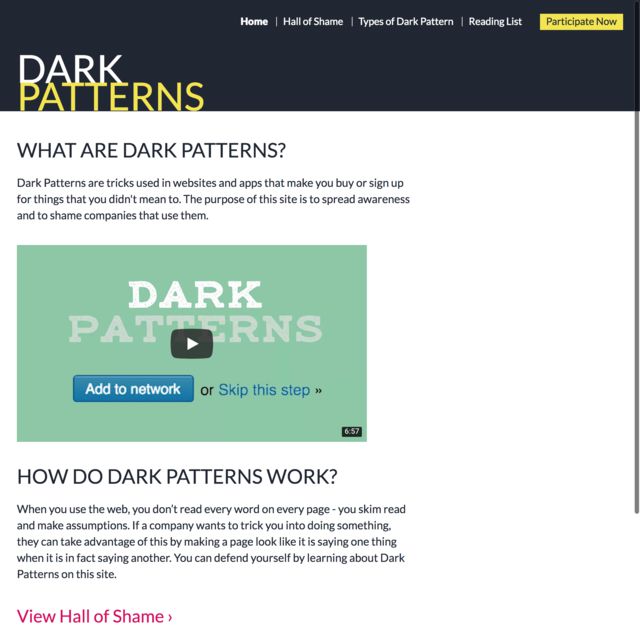 Home | Hall of Shame | Types of Dark Pattern | Reading List Participate Now
DARK
PATTERNS
WHAT ARE DARK PATTERNS?
Dark Patterns are tricks used in websites and apps that make you buy or sign up
for things that you didn't mean to. The purpose of this site is to spread awareness
and to shame companies that use them.
DARK
PATTERNS
Add to network or Skip this step »
6:57
HOW DO DARK PATTERNS WORK?
When you use the web, you don’t read every word on every page - you skim read
and make assumptions. If a company wants to trick you into doing something,
they can take advantage of this by making a page look like it is saying one thing
when it is in fact saying another. You can defend yourself by learning about Dark
Patterns on this site.
View Hall of Shame ›